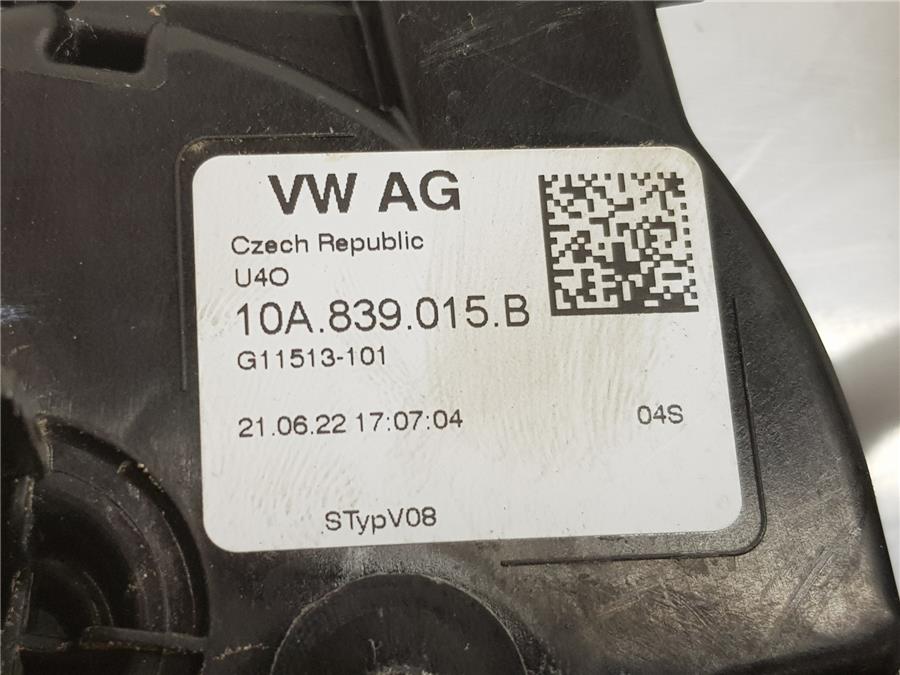 VW AG
Czech Republic
U4O
10A.839.015.B
G11513-101
21.06.22 17:07:04 04S
STypV08